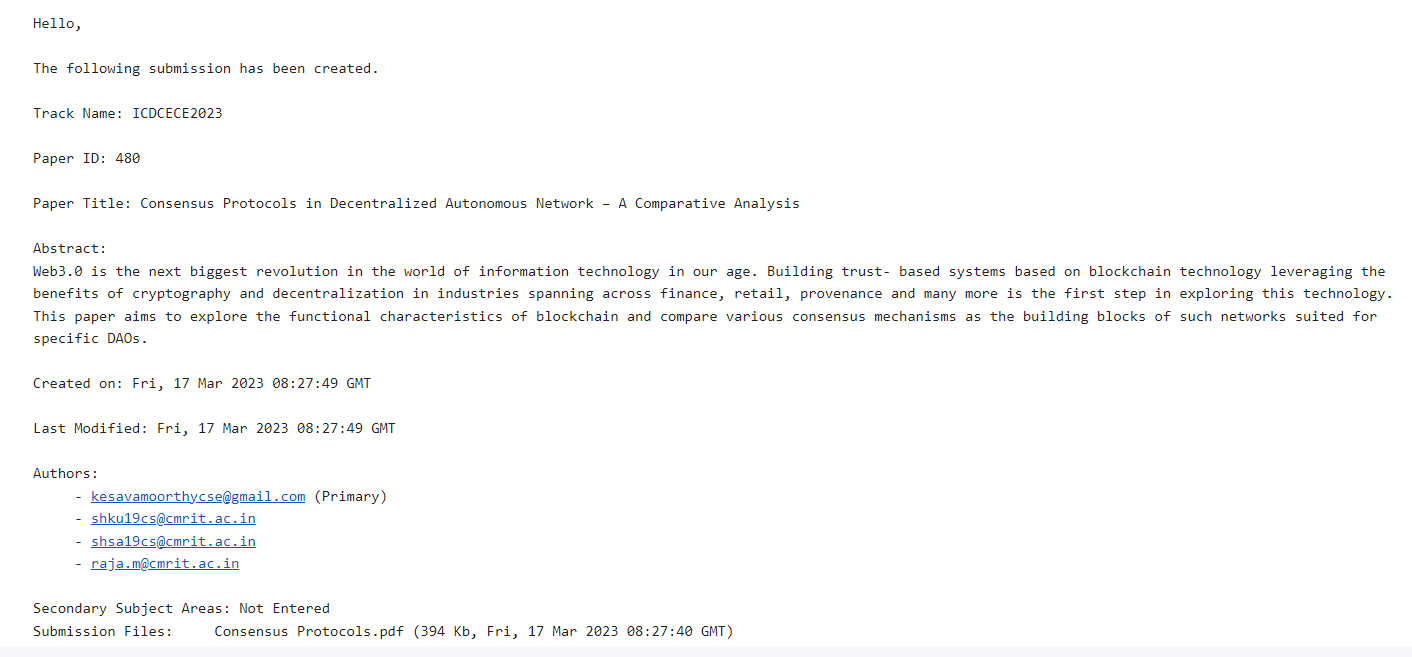 Hello,
The following submission has been created.
Track Name: ICDCECE2023
Paper ID: 480
Paper Title: Consensus Protocols in Decentralized Autonomous Network – A Comparative Analysis
Abstract:
Web3.0 is the next biggest revolution in the world of information technology in our age. Building trust- based systems based on blockchain technology leveraging the
benefits of cryptography and decentralization in industries spanning across finance, retail, provenance and many more is the first step in exploring this technology.
This paper aims to explore the functional characteristics of blockchain and compare various consensus mechanisms as the building blocks of such networks suited for
specific DAOs.
Created on: Fri, 17 Mar 2023 08:27:49 GMT
Last Modified: Fri, 17 Mar 2023 08:27:49 GMT
Authors:
- kesavamoorthycse@gmail.com (Primary)
- shku19cs@cmrit.ac.in
- shsa19cs@cmrit.ac.in
- raja.m@cmrit.ac.in
Secondary Subject Areas: Not Entered
Submission Files: Consensus Protocols.pdf (394 Kb, Fri, 17 Mar 2023 08:27:40 GMT)